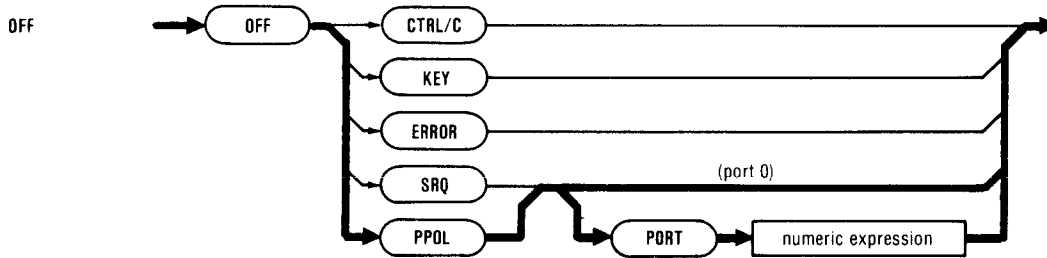 OFF
OFF
CTRL/C
KEY
ERROR
SRQ
(port 0)
PPOL
PORT
numeric expression